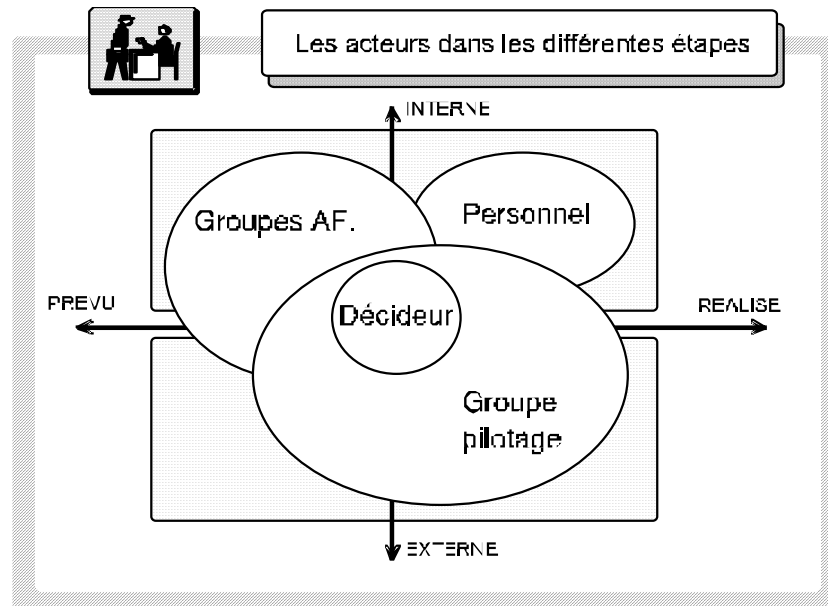 Les acteurs dans les différentes étapes
INTERNE
Groupes AF.
Personnel
PREVU
REALISE
Décideur
Groupe
pilotage
EXTERNE